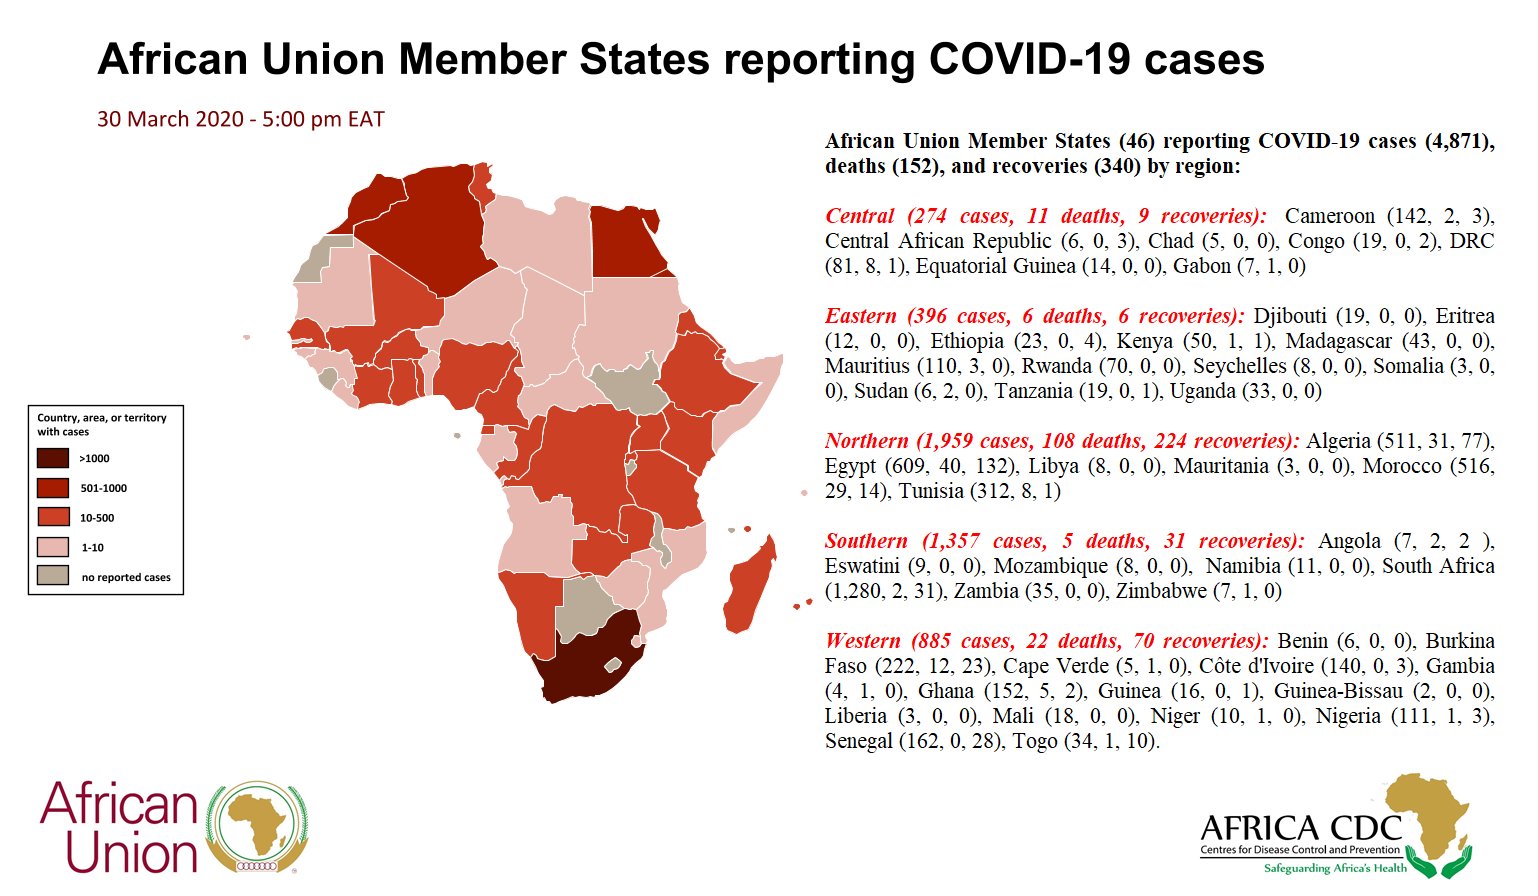 African Union Member States reporting COVID-19 cases
30 March 2020 - 5:00 pm EAT
African Union Member States (46) reporting COVID-19 cases (4,871),
deaths (152), and recoveries (340) by region:
Central (274 cases, 11 deaths, 9 recoveries): Cameroon (142, 2, 3),
Central African Republic (6, 0, 3), Chad (5, 0, 0), Congo (19, 0, 2), DRC
(81, 8, 1), Equatorial Guinea (14, 0, 0), Gabon (7, 1, 0)
Eastern (396 cases, 6 deaths, 6 recoveries): Djibouti (19, 0, 0), Eritrea
(12, 0, 0), Ethiopia (23, 0, 4), Kenya (50, 1, 1), Madagascar (43, 0, 0),
Mauritius (110, 3, 0), Rwanda (70, 0, 0), Seychelles (8, 0, 0), Somalia (3, 0,
0), Sudan (6, 2, 0), Tanzania (19, 0, 1), Uganda (33, 0, 0)
Northern (1,959 cases, 108 deaths, 224 recoveries): Algeria (511, 31, 77),
Egypt (609, 40, 132), Libya (8, 0, 0), Mauritania (3, 0, 0), Morocco (516,
29, 14), Tunisia (312, 8, 1)
Southern (1,357 cases, 5 deaths, 31 recoveries): Angola (7, 2, 2 ),
Eswatini (9, 0, 0), Mozambique (8, 0, 0), Namibia (11, 0, 0), South Africa
(1,280, 2, 31), Zambia (35, 0, 0), Zimbabwe (7, 1, 0)
Western (885 cases, 22 deaths, 70 recoveries): Benin (6, 0, 0), Burkina
Faso (222, 12, 23), Cape Verde (5, 1, 0), Côte d'Ivoire (140, 0, 3), Gambia
(4, 1, 0), Ghana (152, 5, 2), Guinea (16, 0, 1), Guinea-Bissau (2, 0, 0),
Liberia (3, 0, 0), Mali (18, 0, 0), Niger (10, 1, 0), Nigeria (111, 1, 3),
Senegal (162, 0, 28), Togo (34, 1, 10).
Country, area, or territory
with cases
>1000
501-1000
10-500
1-10
no reported cases
African
Union
AFRICA CDC
Centres for Disease Control and Prevention
Safeguarding Africa's Health